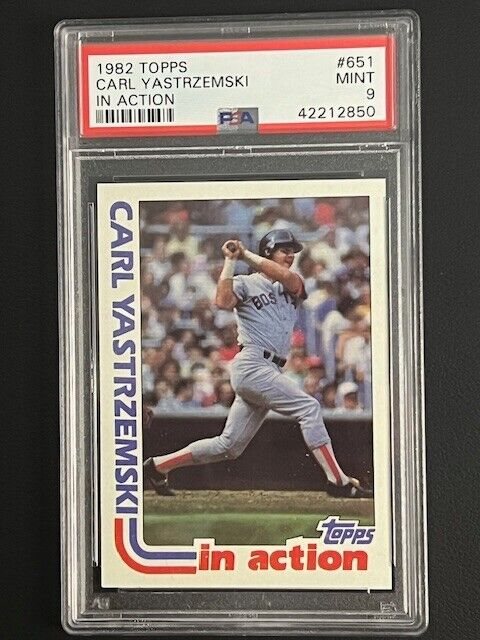 1982 TOPPS
CARL YASTRZEMSKI
IN ACTION
#651
MINT
9
42212850
PSA
CARL YASTRZEMSKI
BOSTON
topps
in action